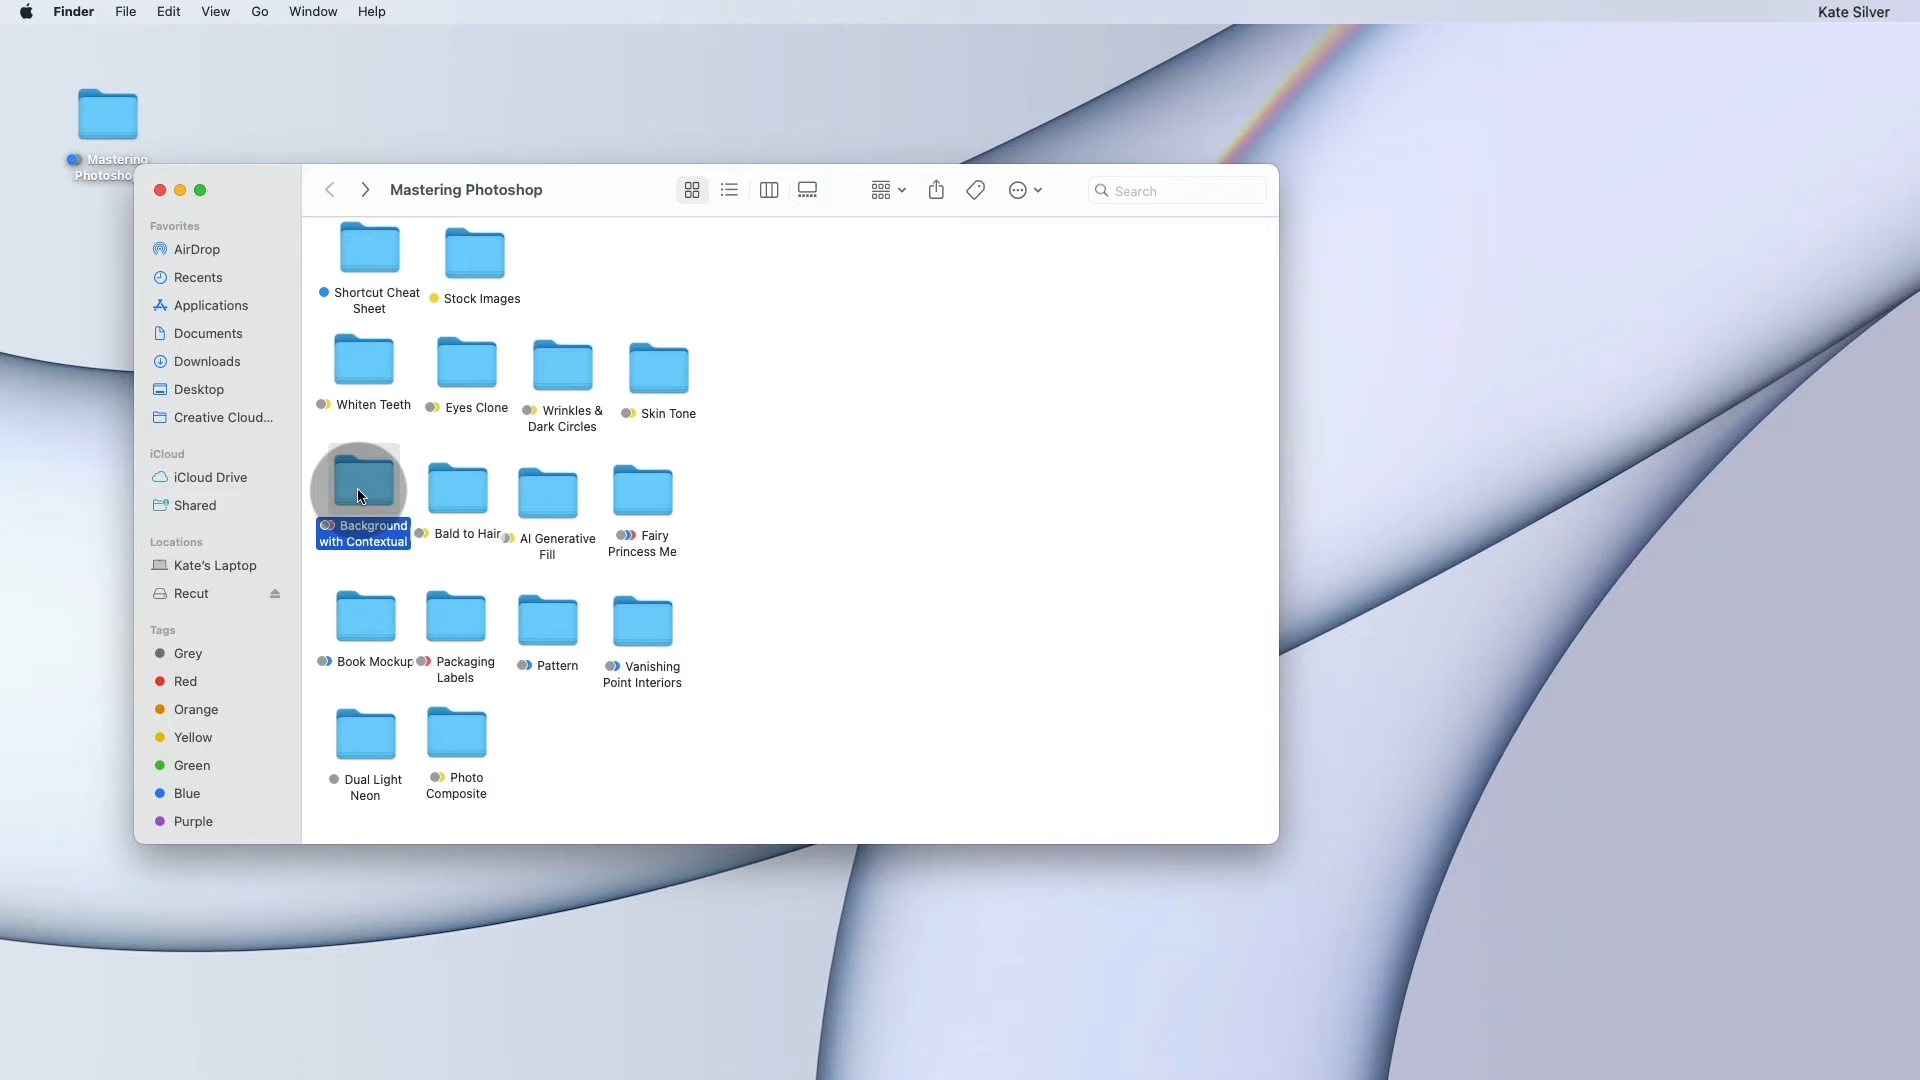 Finder File Edit View Go Window Help
Kate Silver
Mastering
Photosho
Mastering Photoshop
Search
Favorites
AirDrop
Recents
Applications
Documents
Downloads
Desktop
Creative Cloud...
iCloud
iCloud Drive
Shared
Locations
Kate's Laptop
Recut
Tags
Grey
Red
Orange
Yellow
Green
Blue
Purple
Shortcut Cheat
Sheet
Stock Images
Whiten Teeth
Eyes Clone
Wrinkles &
Dark Circles
Skin Tone
Background
with Contextual
Bald to Hair
AI Generative
Fill
Fairy
Princess Me
Book Mockup
Packaging
Labels
Pattern
Vanishing
Point Interiors
Dual Light
Neon
Photo
Composite